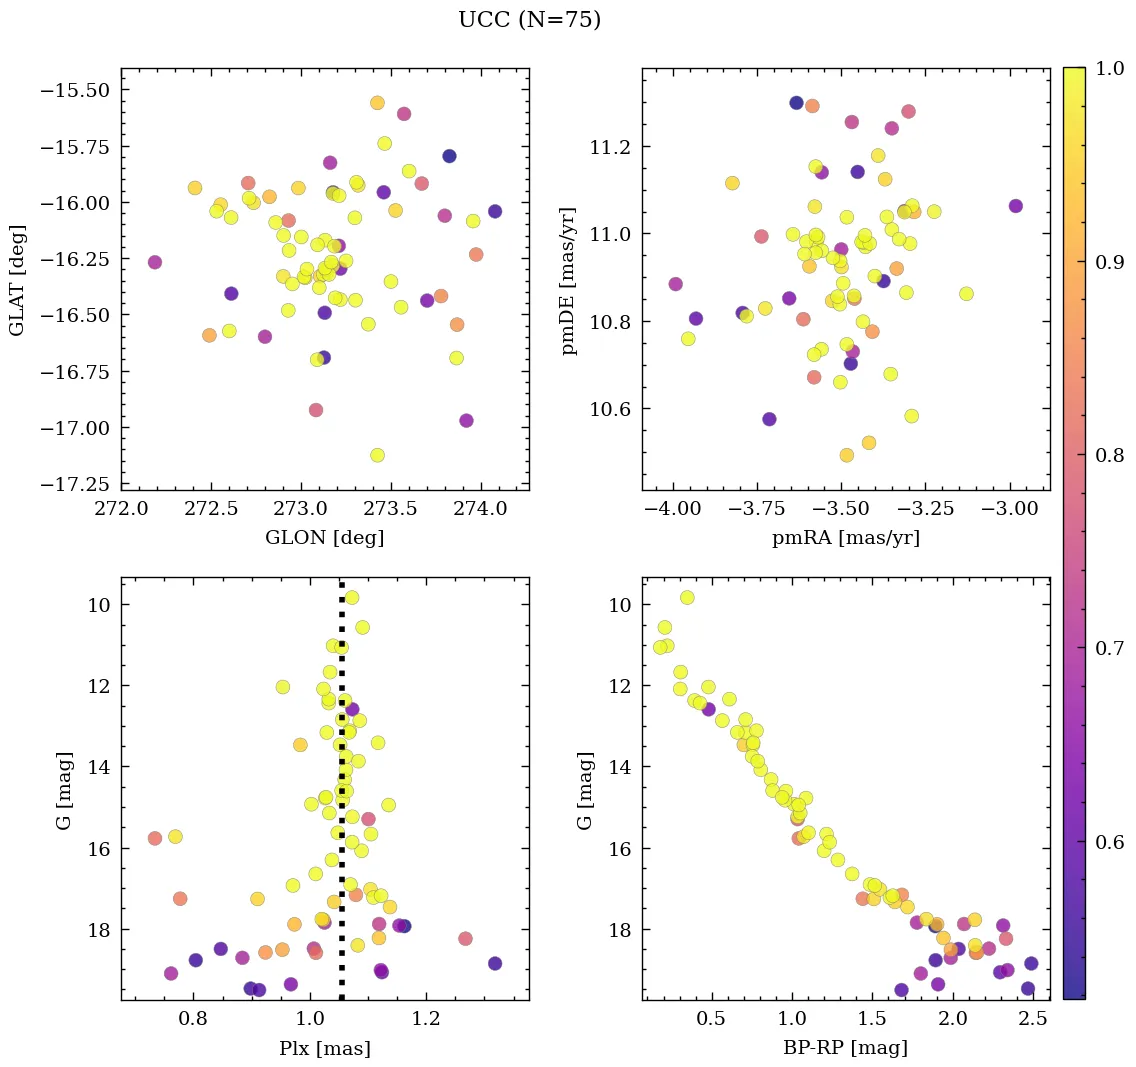 UCC (N=75)
−15.50
−15.75
−16.00
−16.25
−16.50
−16.75
−17.00
−17.25
GLAT [deg]
272.0 272.5 273.0 273.5 274.0
GLON [deg]
11.2
11.0
10.8
10.6
pmDE [mas/yr]
−4.00 −3.75 −3.50 −3.25 −3.00
pmRA [mas/yr]
1.0
0.9
0.8
0.7
0.6
10
12
14
16
18
G [mag]
0.8 1.0 1.2
Plx [mas]
10
12
14
16
18
G [mag]
0.5 1.0 1.5 2.0 2.5
BP-RP [mag]